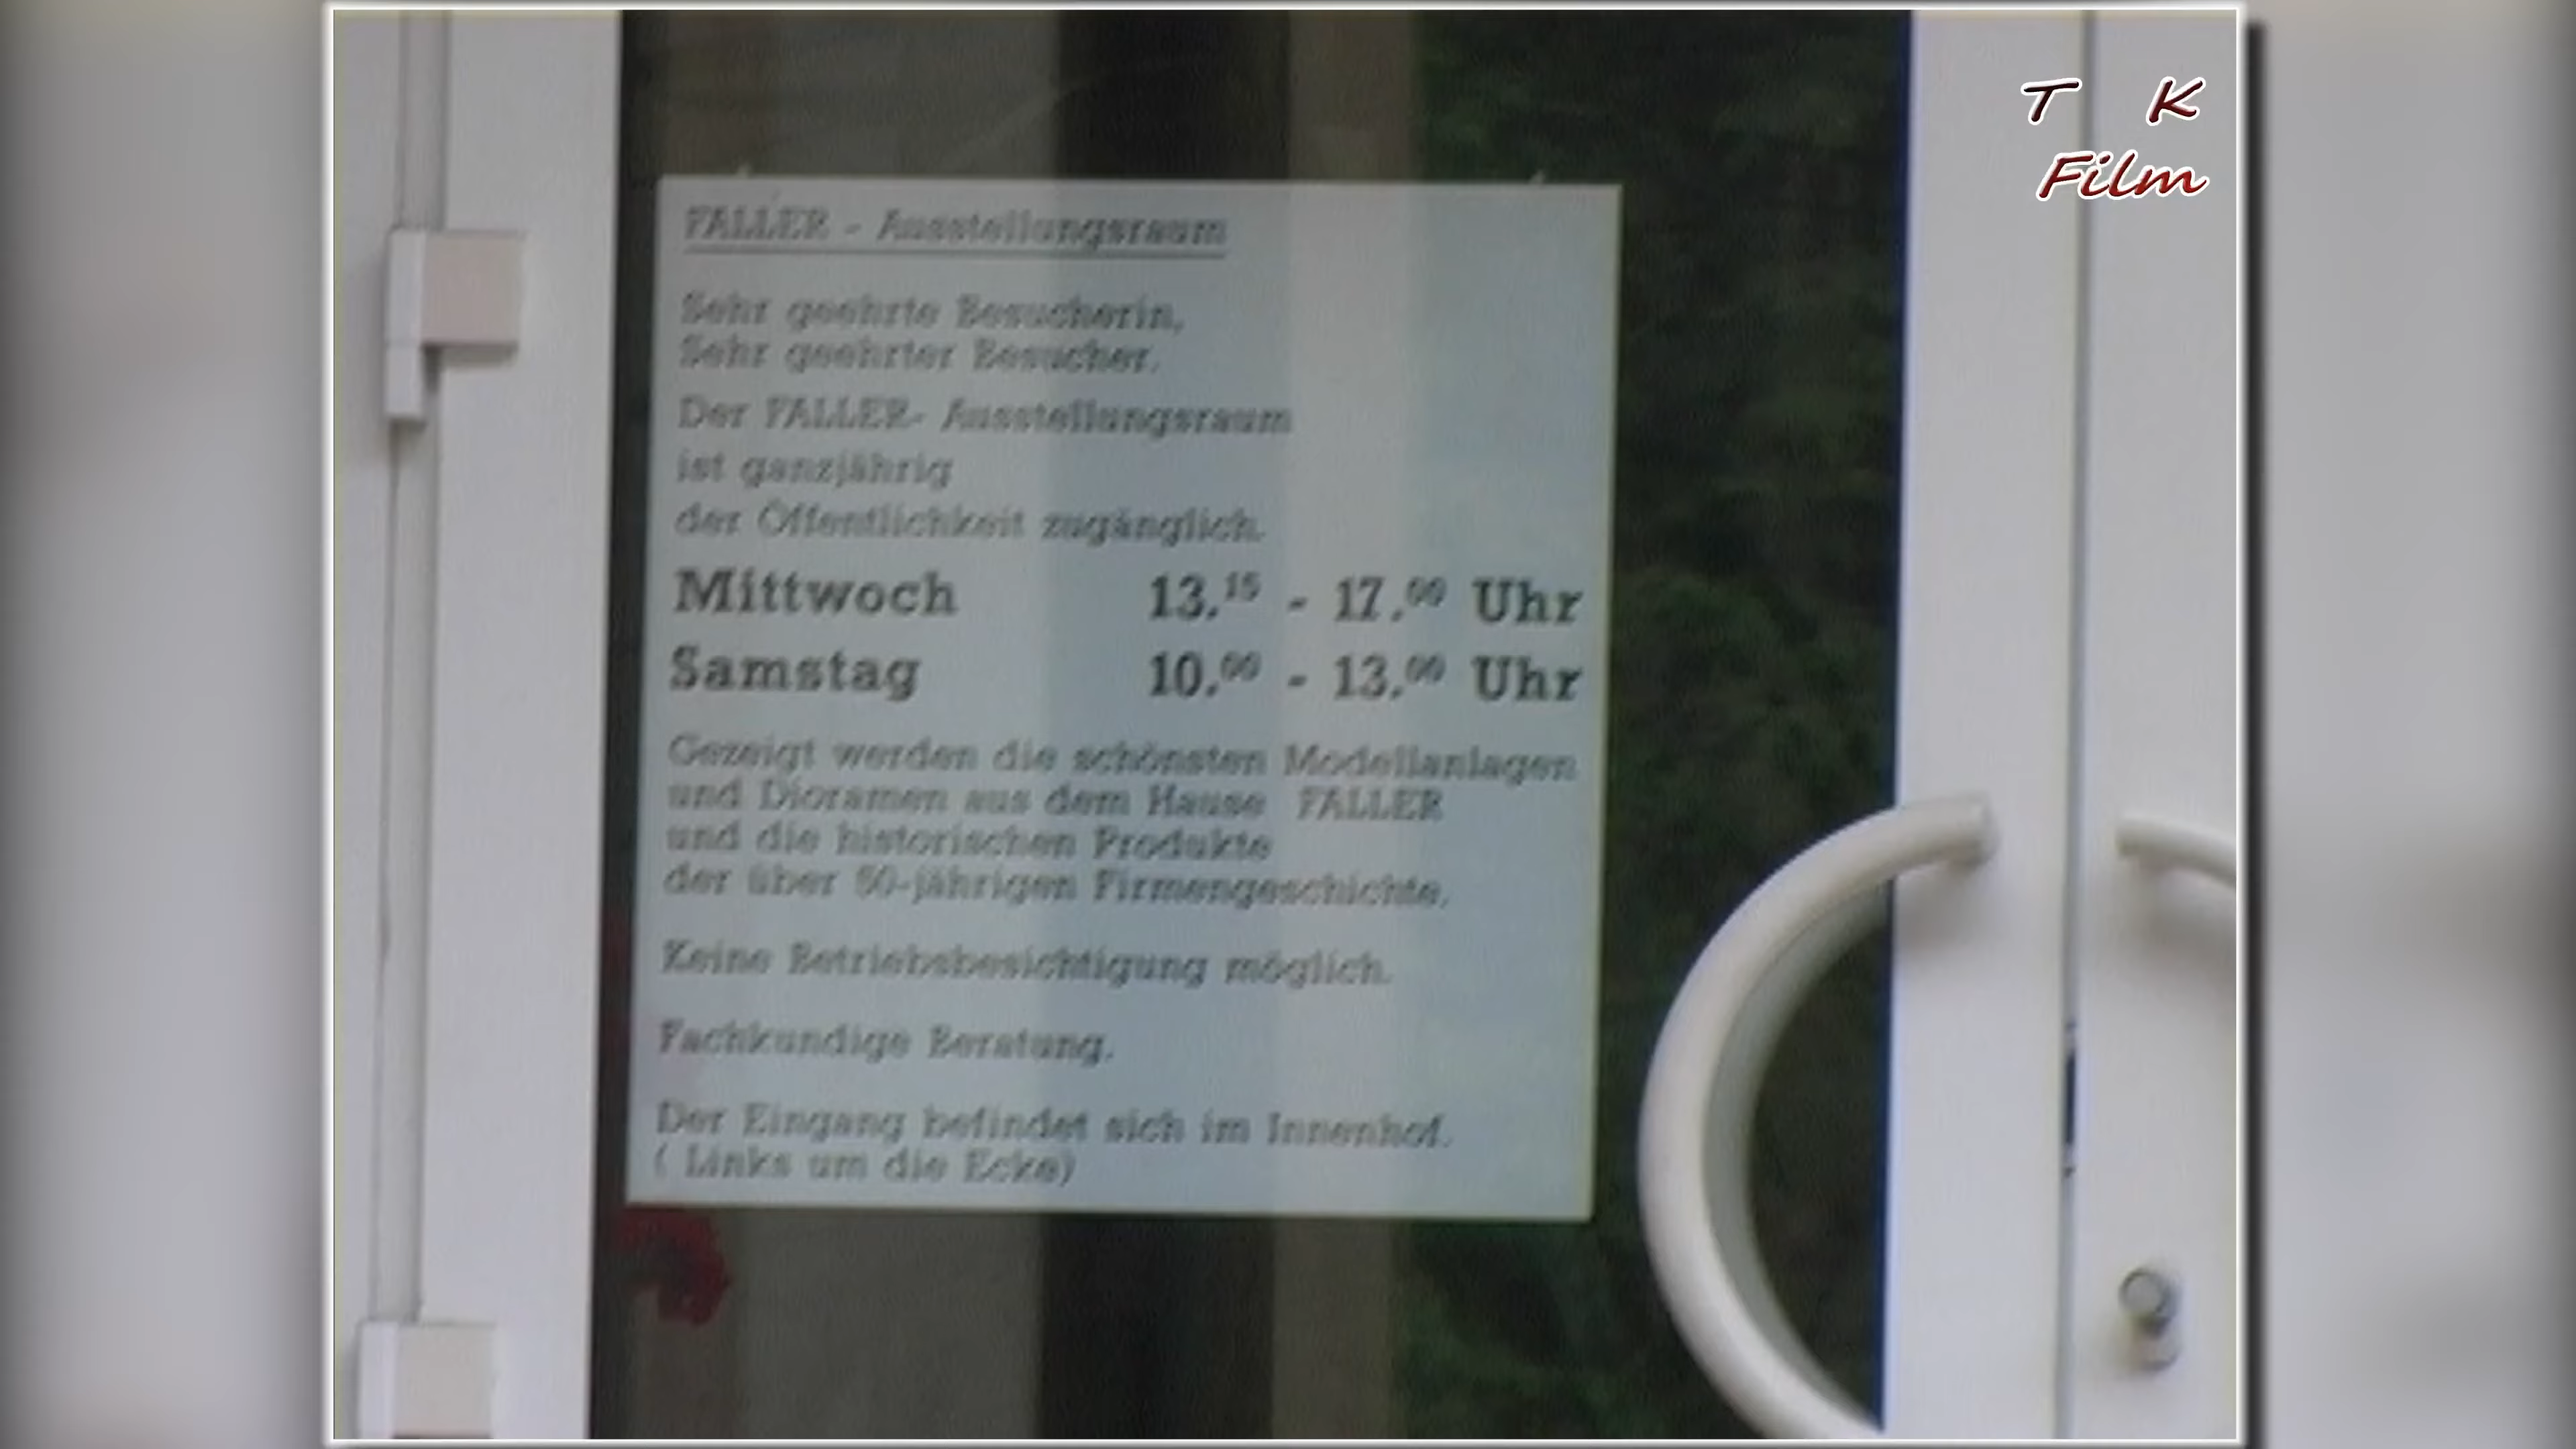 T K
Film
FALLER - Ausstellungsraum
Sehr geehrte Besucherin,
Sehr geehrter Besucher.
Der FALLER- Ausstellungsraum
ist ganzjährig
der Öffentlichkeit zugänglich.
Mittwoch 13.15 - 17.00 Uhr
Samstag 10.00 - 13.00 Uhr
Gezeigt werden die schönsten Modellanlagen
und Dioramen aus dem Hause FALLER
und die historischen Produkte
der über 50-jährigen Firmengeschichte.
Keine Betriebsbesichtigung möglich.
Fachkundige Beratung.
Der Eingang befindet sich im Innenhof.
( Links um die Ecke)